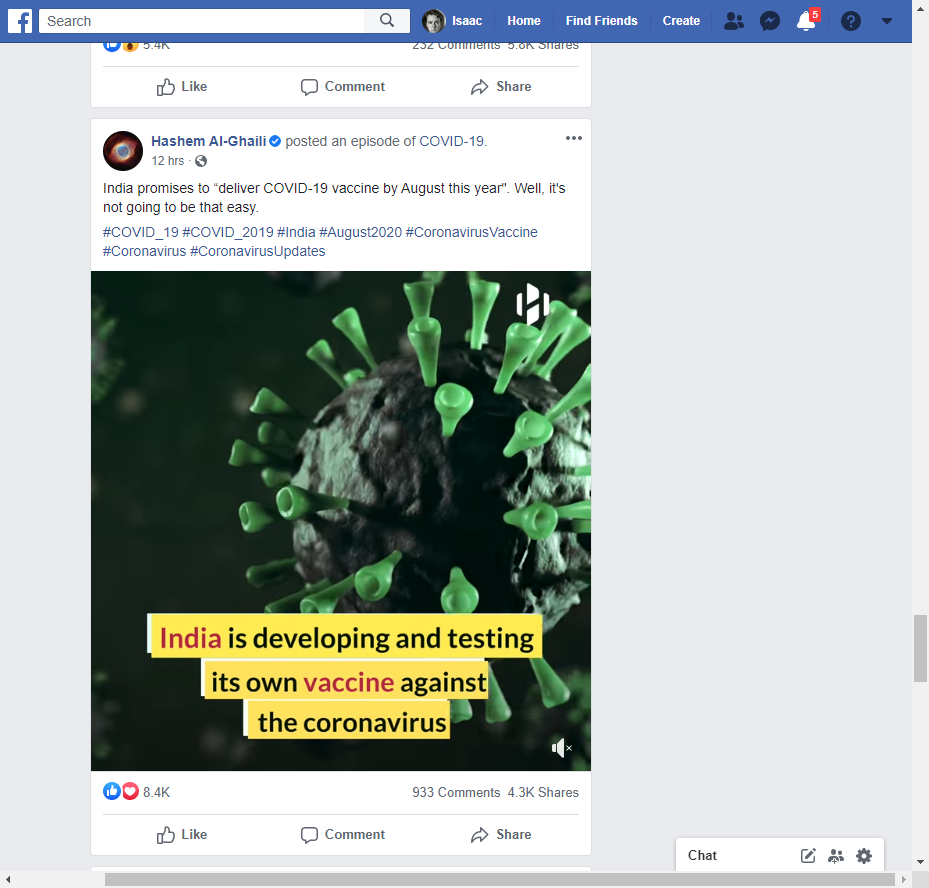 Search
Isaac
Home
Find Friends
Create
5
5.4K
232 Comments 5.8K Shares
Like
Comment
Share
Hashem Al-Ghaili posted an episode of COVID-19.
12 hrs ·
India promises to “deliver COVID-19 vaccine by August this year". Well, it's
not going to be that easy.
#COVID_19 #COVID_2019 #India #August2020 #CoronavirusVaccine
#Coronavirus #CoronavirusUpdates
India is developing and testing
its own vaccine against
the coronavirus
8.4K
933 Comments 4.3K Shares
Like
Comment
Share
Chat